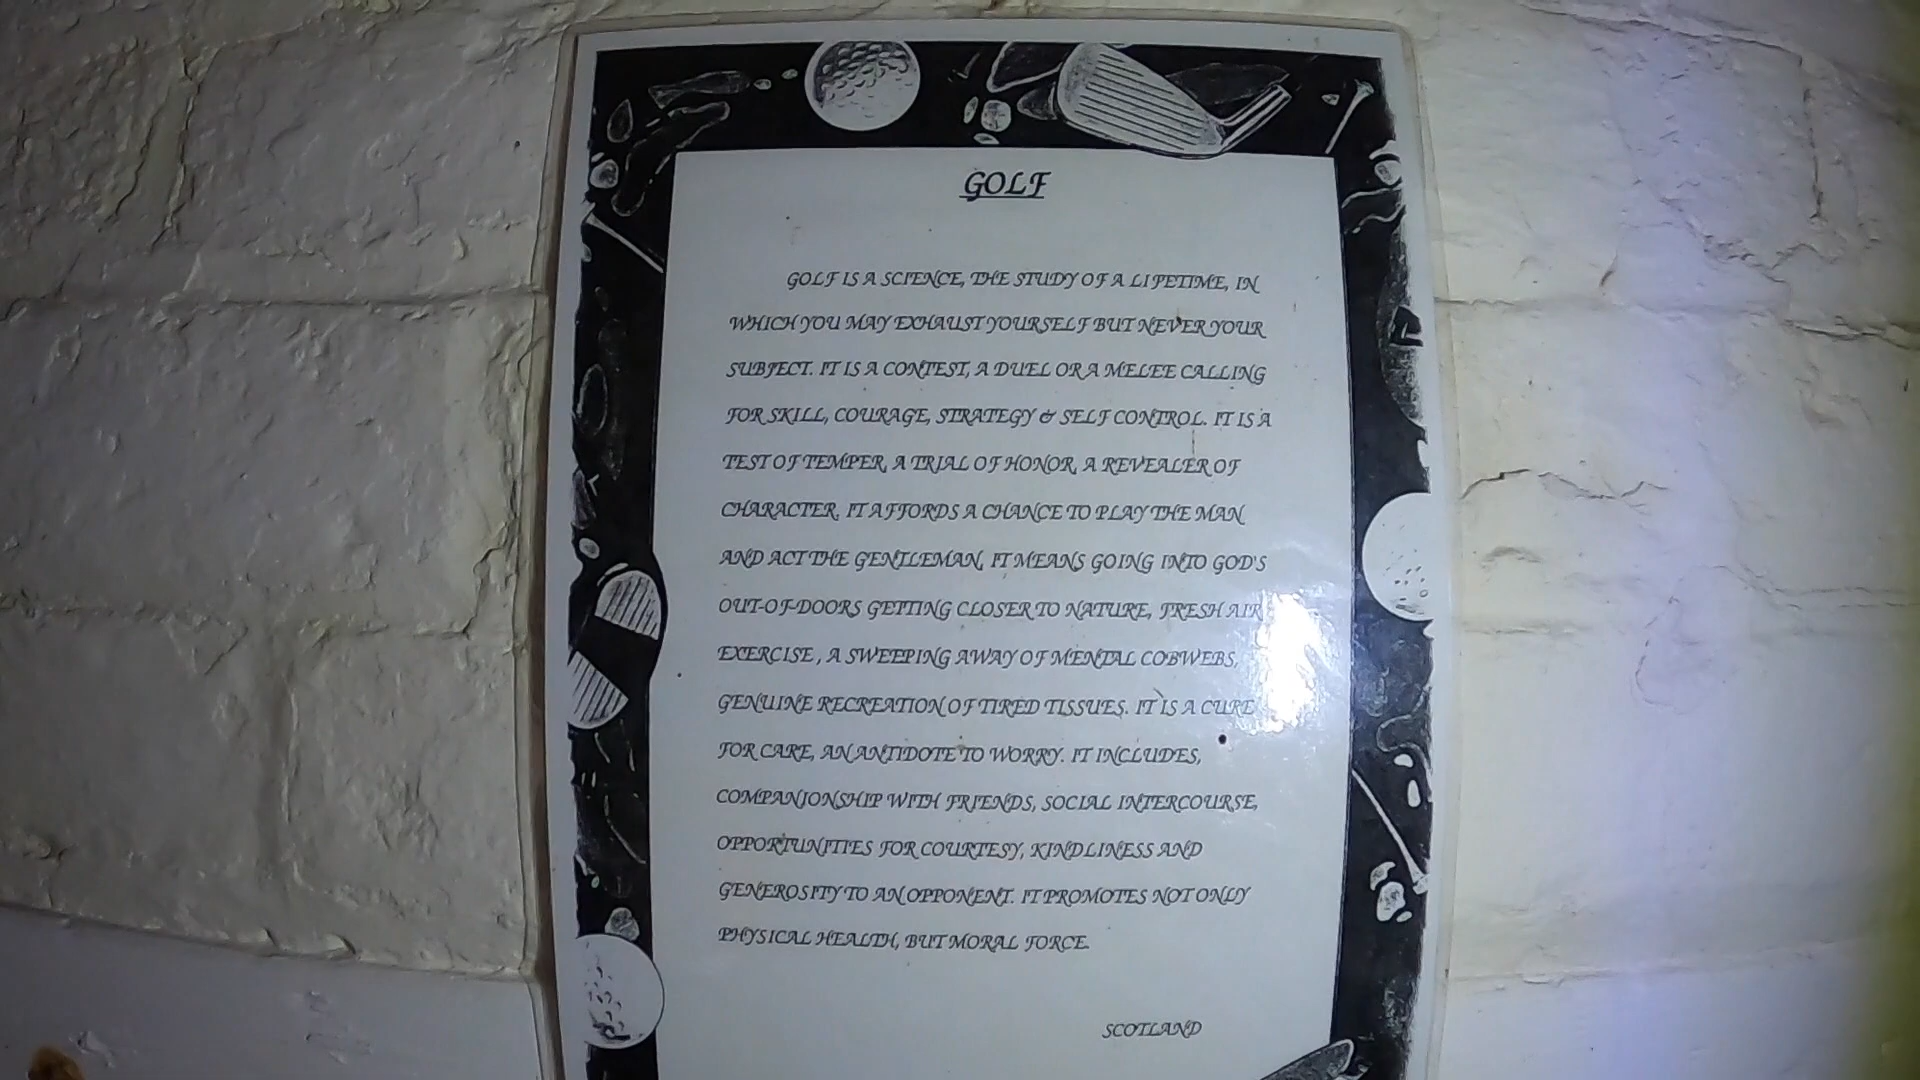 GOLF
GOLF IS A SCIENCE, THE STUDY OF A LIFETIME, IN
WHICH YOU MAY EXHAUST YOURSELF BUT NEVER YOUR
SUBJECT. IT IS A CONTEST, A DUEL OR A MELEE CALLING
FOR SKILL, COURAGE, STRATEGY & SELF CONTROL. IT IS A
TEST OF TEMPER, A TRIAL OF HONOR, A REVEALER OF
CHARACTER. IT AFFORDS A CHANCE TO PLAY THE MAN
AND ACT THE GENTLEMAN, IT MEANS GOING INTO GOD'S
OUT-OF-DOORS GETTING CLOSER TO NATURE, FRESH AIR
EXERCISE, A SWEEPING AWAY OF MENTAL COBWEBS,
GENUINE RECREATION OF TIRED TISSUES. IT IS A CURE
FOR CARE, AN ANTIDOTE TO WORRY. IT INCLUDES,
COMPANIONSHIP WITH FRIENDS, SOCIAL INTERCOURSE,
OPPORTUNITIES FOR COURTESY, KINDLINESS AND
GENEROSITY TO AN OPPONENT. IT PROMOTES NOT ONLY
PHYSICAL HEALTH, BUT MORAL FORCE.
SCOTLAND